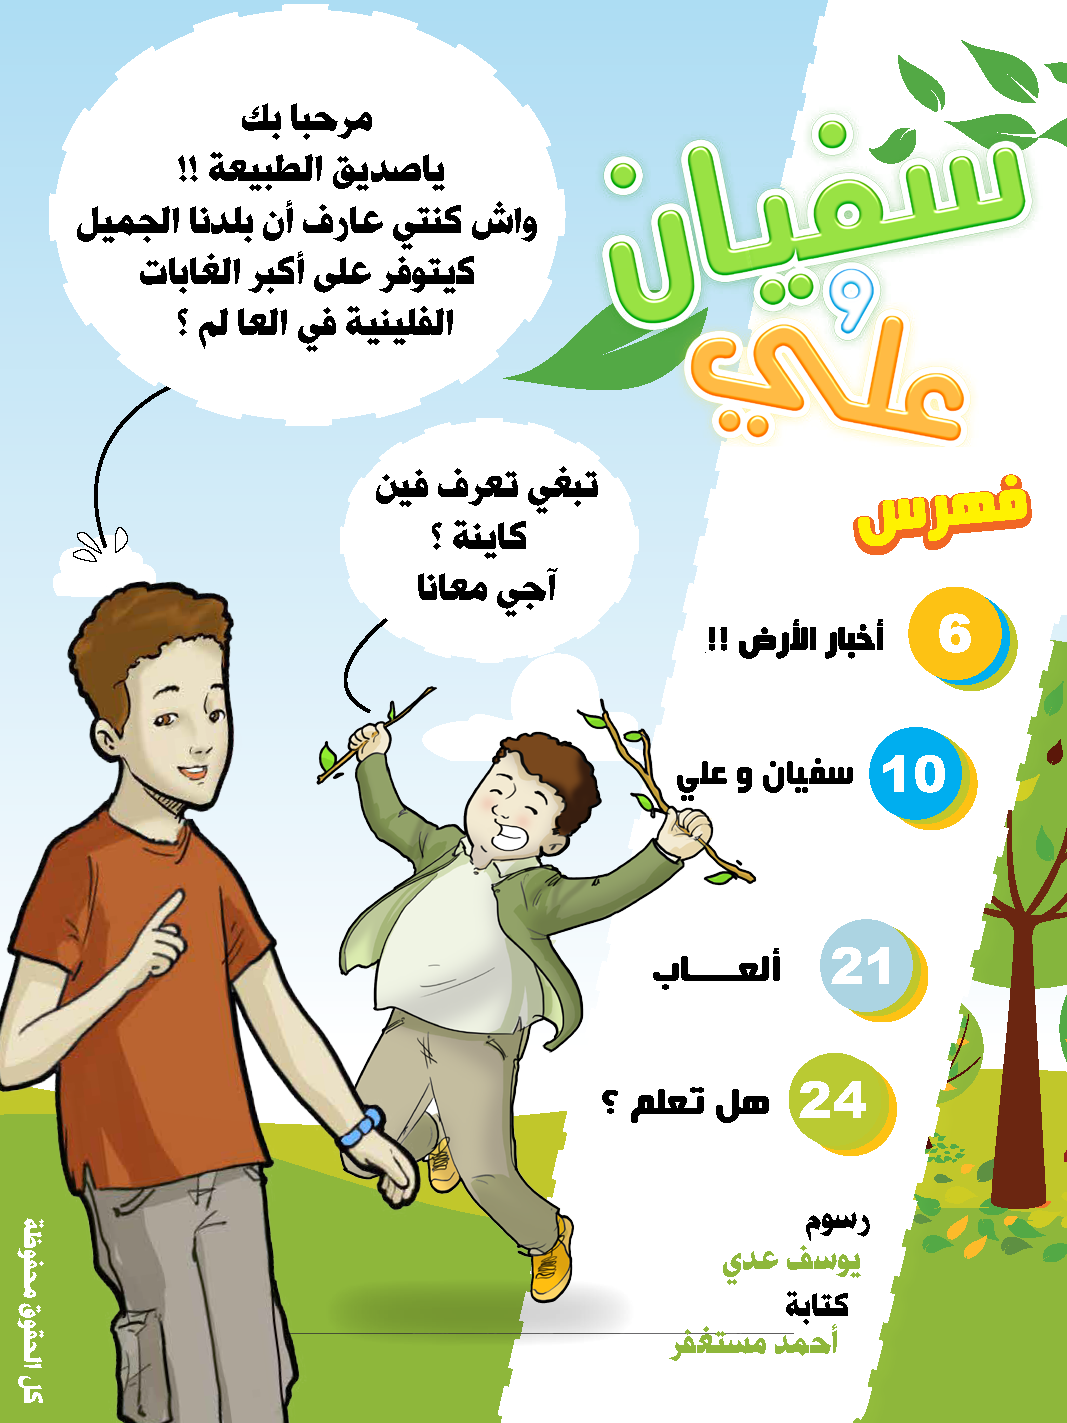 سفيان
و
علي
مرحبا بك
ياصديق الطبيعة !!
واش كنتي عارف أن بلدنا الجميل
كيتوفر على أكبر الغابات
الفلينية في العا لم ؟
تبغي تعرف فين
كاينة ؟
آجي معانا
فهرس
6 أخبار الأرض !!
10 سفيان و علي
21 ألعـــاب
24 هل تعلم ؟
رسوم
يوسف عدي
كتابة
أحمد مستغفر
كل الحقوق محفوظة